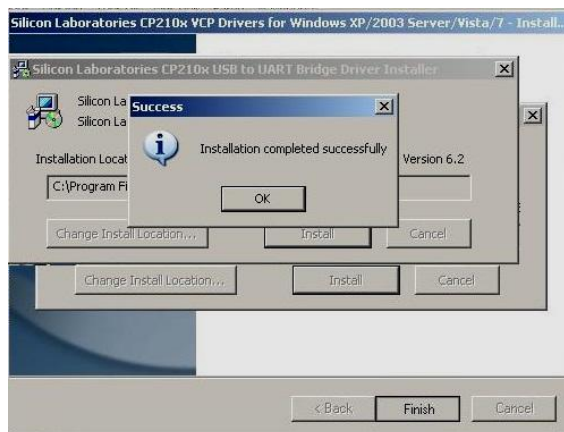 Silicon Laboratories CP210x VCP Drivers for Windows XP/2003 Server/Vista/7 - Install...
Silicon Laboratories CP210x USB to UART Bridge Driver Installer
Silicon La
Silicon La
Success
Installation completed successfully
OK
Installation Locat
Version 6.2
C:\Program Fi
Change Install Location...
Install
Cancel
Change Install Location...
Install
Cancel
< Back
Finish
Cancel